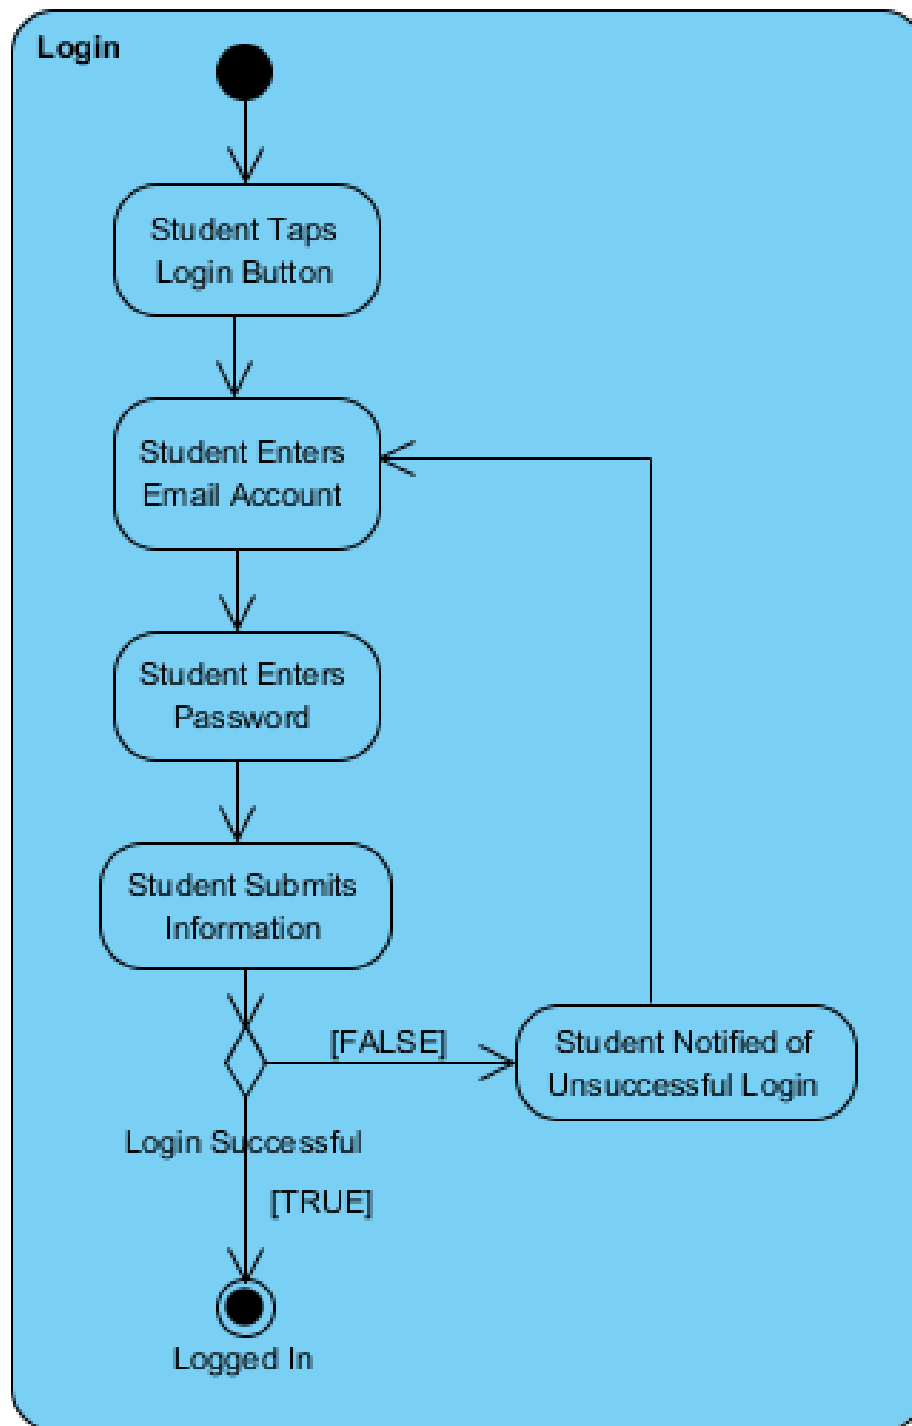 Login
Student Taps
Login Button
Student Enters
Email Account
Student Enters
Password
Student Submits
Information
[FALSE]
Student Notified of
Unsuccessful Login
Login Successful
[TRUE]
Logged In